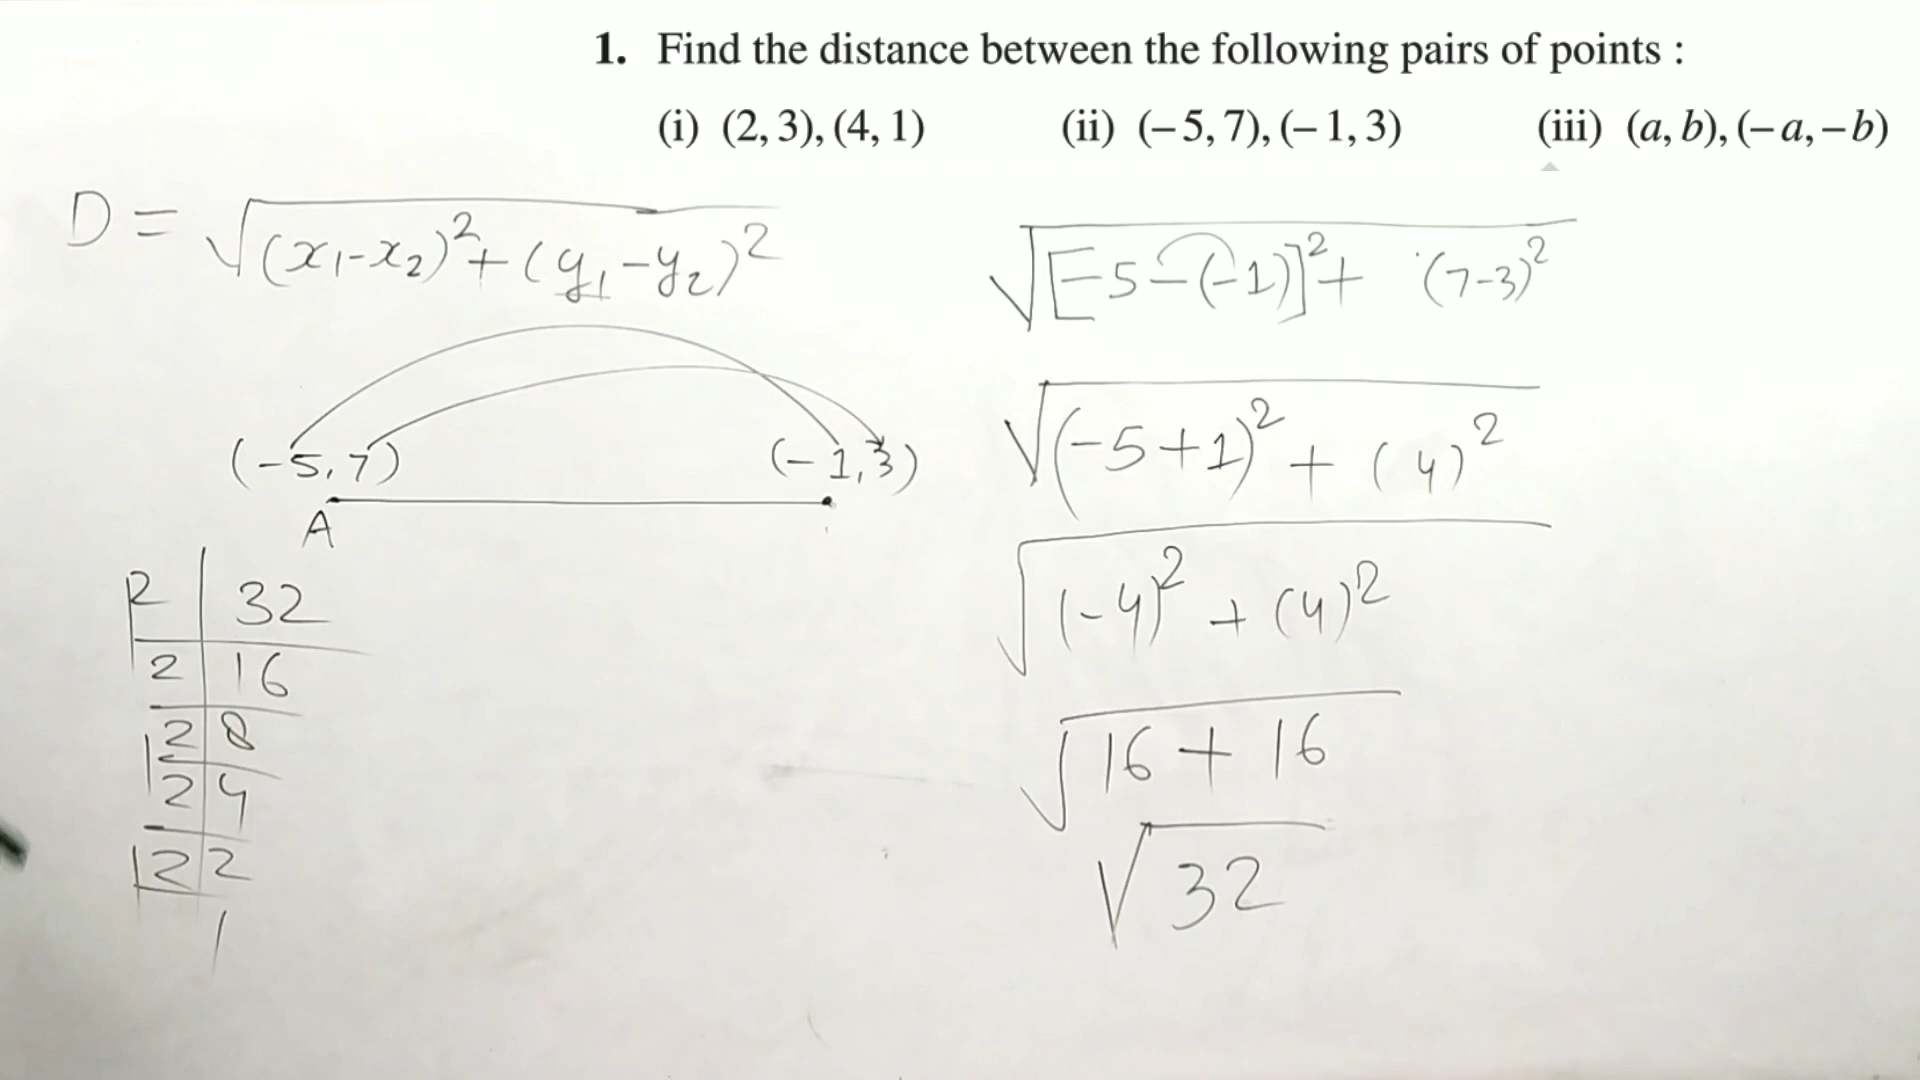 1. Find the distance between the following pairs of points :
(i) (2, 3), (4, 1) (ii) (– 5, 7), (– 1, 3) (iii) (a, b), (– a, – b)
D = √(x₁-x₂)² + (y₁-y₂)²
(-5, 7) (-1, 3)
A
2 | 32
2 | 16
2 | 8
2 | 4
2 | 2
1
√[-5-(-1)]² + (7-3)²
√(-5+1)² + (4)²
√(-4)² + (4)²
√16 + 16
√32